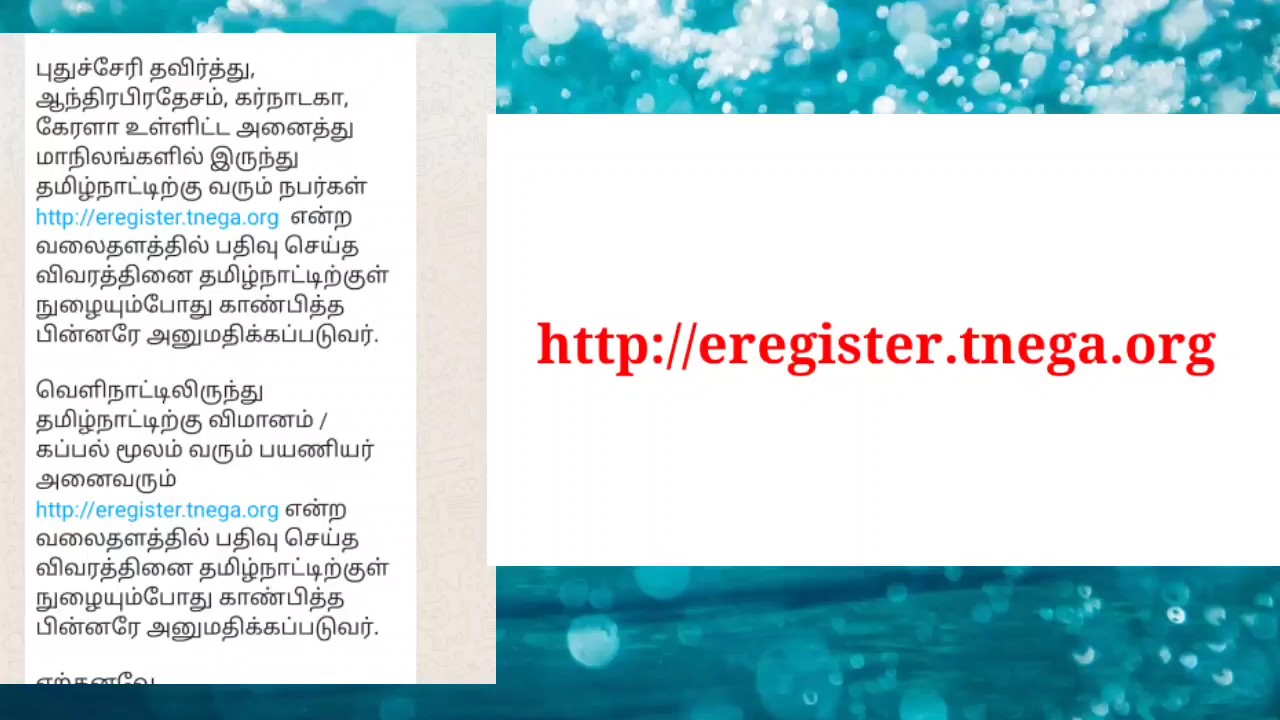 புதுச்சேரி தவிர்த்து,
ஆந்திரபிரதேசம், கர்நாடகா,
கேரளா உள்ளிட்ட அனைத்து
மாநிலங்களில் இருந்து
தமிழ்நாட்டிற்கு வரும் நபர்கள்
http://eregister.tnega.org என்ற
வலைதளத்தில் பதிவு செய்த
விவரத்தினை தமிழ்நாட்டிற்குள்
நுழையும்போது காண்பித்த
பின்னரே அனுமதிக்கப்படுவர்.
வெளிநாட்டிலிருந்து
தமிழ்நாட்டிற்கு விமானம் /
கப்பல் மூலம் வரும் பயணியர்
அனைவரும்
http://eregister.tnega.org என்ற
வலைதளத்தில் பதிவு செய்த
விவரத்தினை தமிழ்நாட்டிற்குள்
நுழையும்போது காண்பித்த
பின்னரே அனுமதிக்கப்படுவர்.
http://eregister.tnega.org